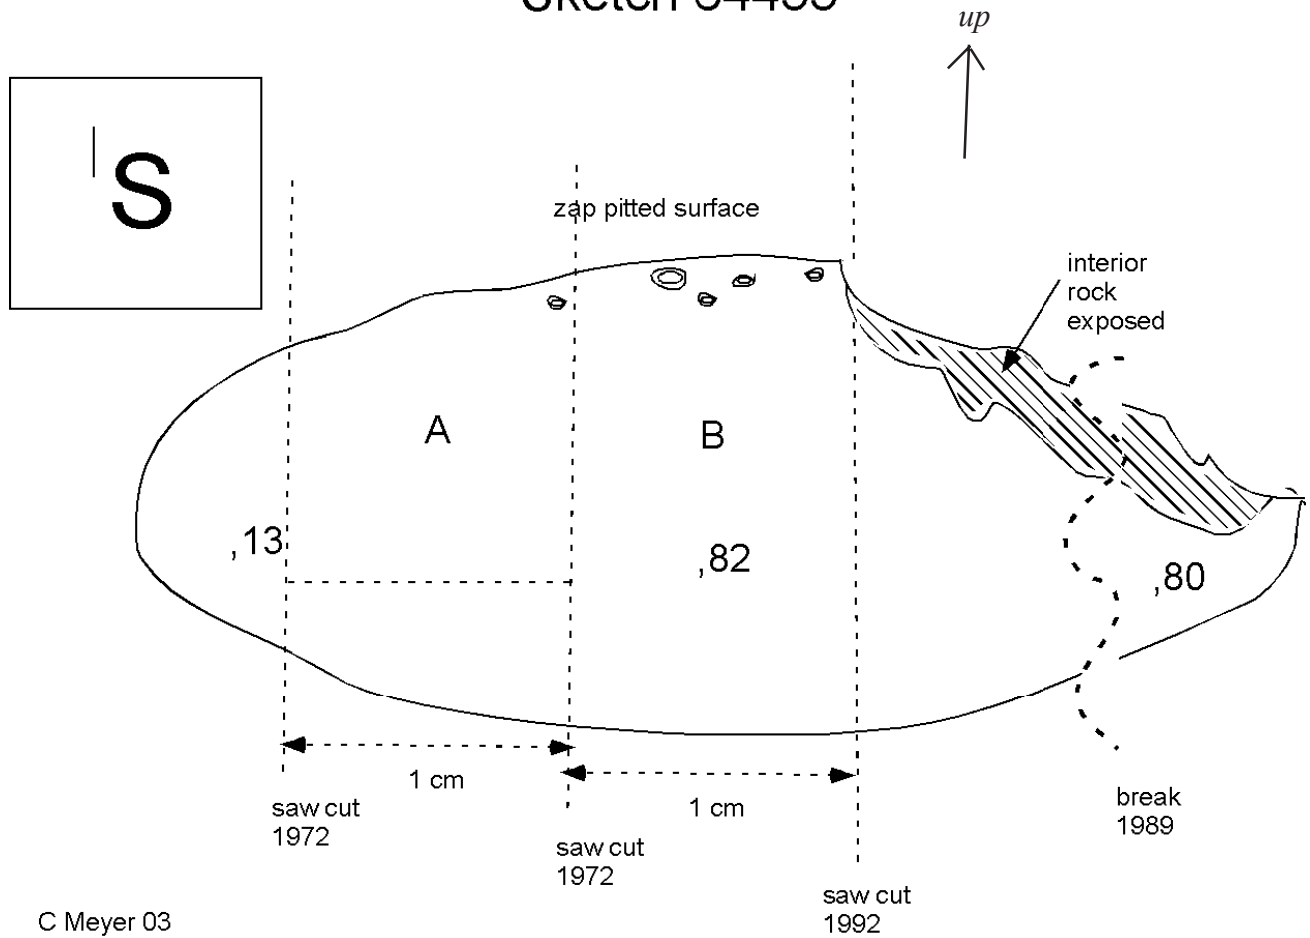 Sketch
up
S
zap pitted surface
interior
rock
exposed
A
B
,13
,82
,80
1 cm
1 cm
saw cut
1972
saw cut
1972
saw cut
1992
break
1989
C Meyer 03